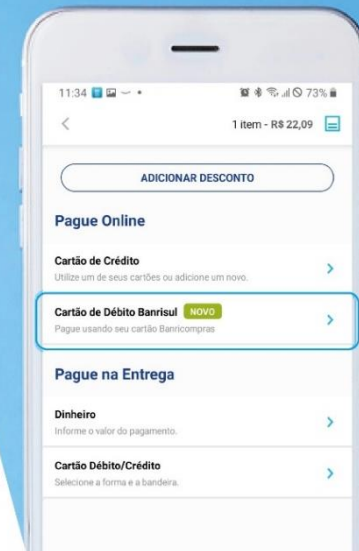 11:34 73%
1 item - R$ 22,09
ADICIONAR DESCONTO
Pague Online
Cartão de Crédito
Utilize um de seus cartões ou adicione um novo.
Cartão de Débito Banrisul NOVO
Pague usando seu cartão Banricompras
Pague na Entrega
Dinheiro
Informe o valor do pagamento.
Cartão Débito/Crédito
Selecione a forma e a bandeira.